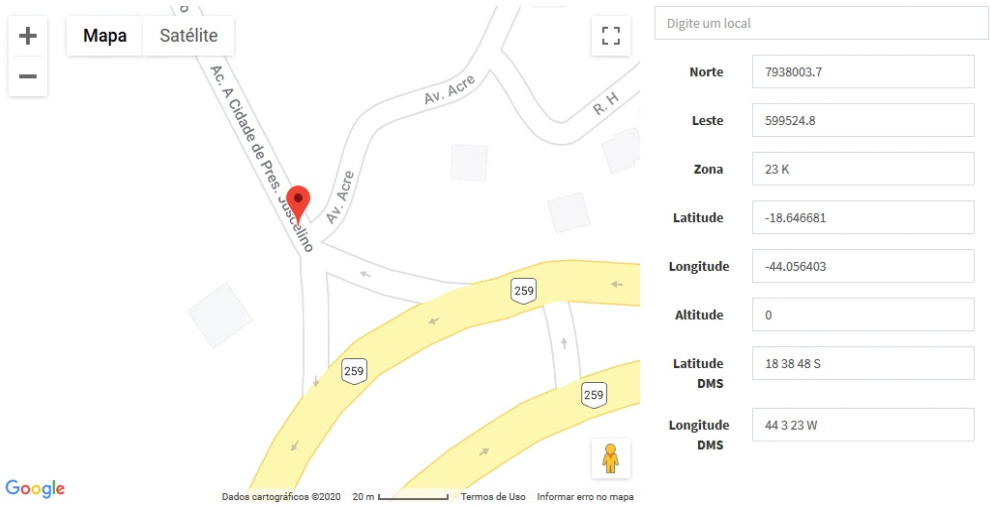 Mapa
Satélite
Ac. A Cidade de Pres. Juscelino
Av. Acre
Av. Acre
R. H
259
259
259
Google
Dados cartográficos ©2020
20 m
Termos de Uso
Informar erro no mapa
Digite um local
Norte
7938003.7
Leste
599524.8
Zona
23 K
Latitude
-18.646681
Longitude
-44.056403
Altitude
0
Latitude
DMS
18 38 48 S
Longitude
DMS
44 3 23 W